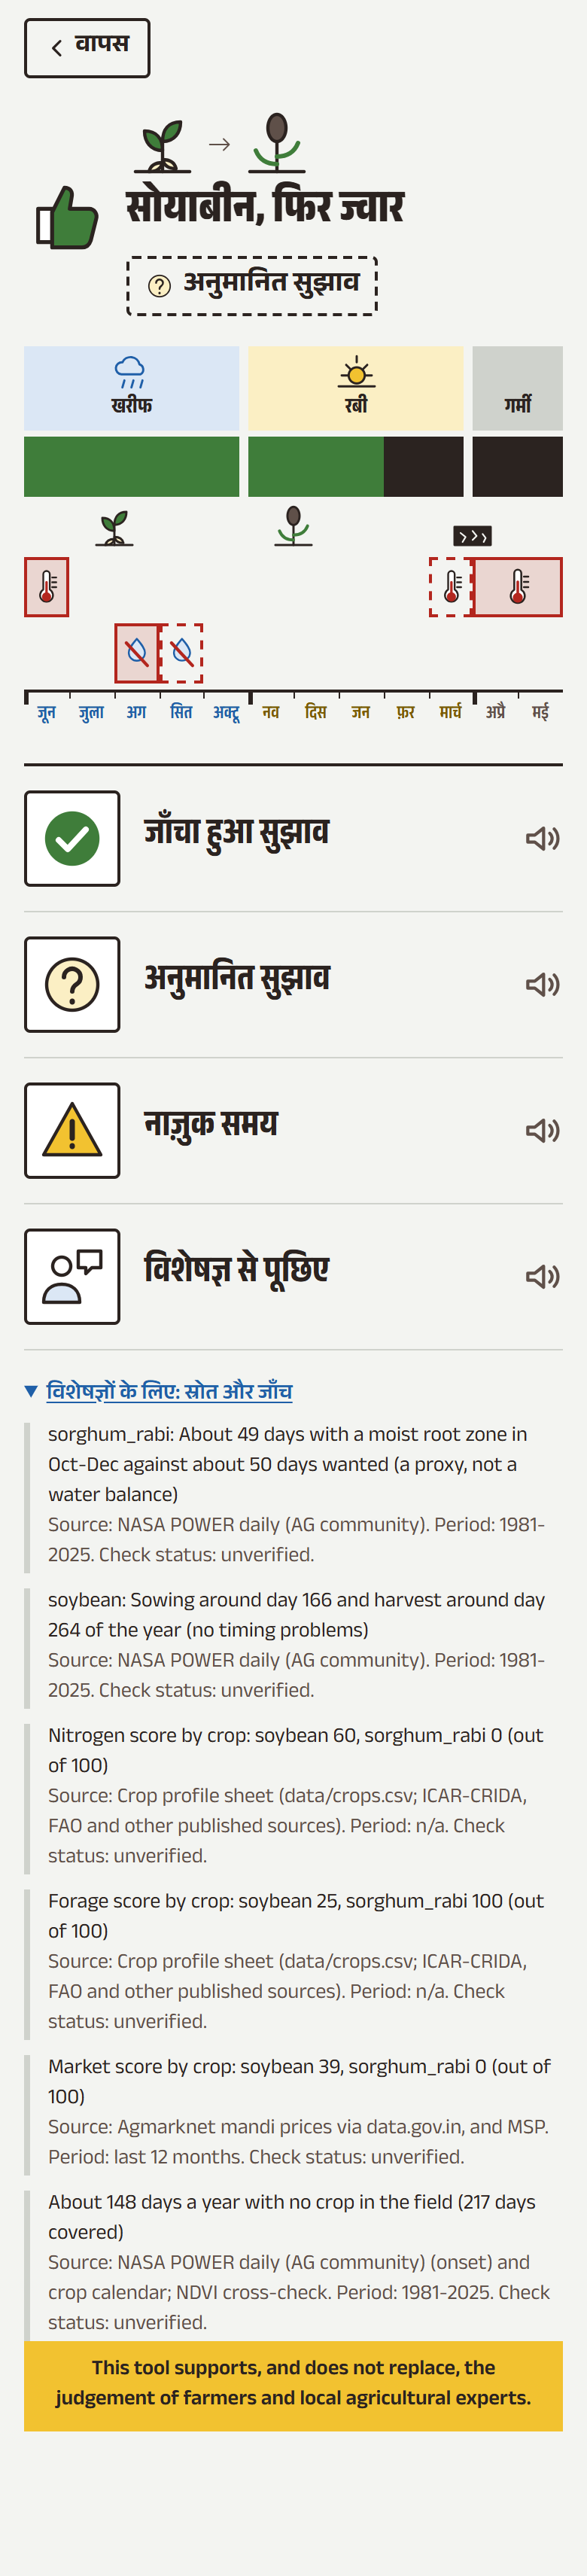 वापस
सोयाबीन, फिर ज्वार
अनुमानित सुझाव
खरीफ रबी गर्मी
जून जुला अग सित अक्टू नव दिस जन फ़र मार्च अप्रै मई
जाँचा हुआ सुझाव
अनुमानित सुझाव
नाज़ुक समय
विशेषज्ञ से पूछिए
विशेषज्ञों के लिए: स्रोत और जाँच
sorghum_rabi: About 49 days with a moist root zone in
Oct-Dec against about 50 days wanted (a proxy, not a
water balance)
Source: NASA POWER daily (AG community). Period: 1981-
2025. Check status: unverified.
soybean: Sowing around day 166 and harvest around day
264 of the year (no timing problems)
Source: NASA POWER daily (AG community). Period: 1981-
2025. Check status: unverified.
Nitrogen score by crop: soybean 60, sorghum_rabi 0 (out
of 100)
Source: Crop profile sheet (data/crops.csv; ICAR-CRIDA,
FAO and other published sources). Period: n/a. Check
status: unverified.
Forage score by crop: soybean 25, sorghum_rabi 100 (out
of 100)
Source: Crop profile sheet (data/crops.csv; ICAR-CRIDA,
FAO and other published sources). Period: n/a. Check
status: unverified.
Market score by crop: soybean 39, sorghum_rabi 0 (out of
100)
Source: Agmarknet mandi prices via data.gov.in, and MSP.
Period: last 12 months. Check status: unverified.
About 148 days a year with no crop in the field (217 days
covered)
Source: NASA POWER daily (AG community) (onset) and
crop calendar; NDVI cross-check. Period: 1981-2025. Check
status: unverified.
This tool supports, and does not replace, the
judgement of farmers and local agricultural experts.